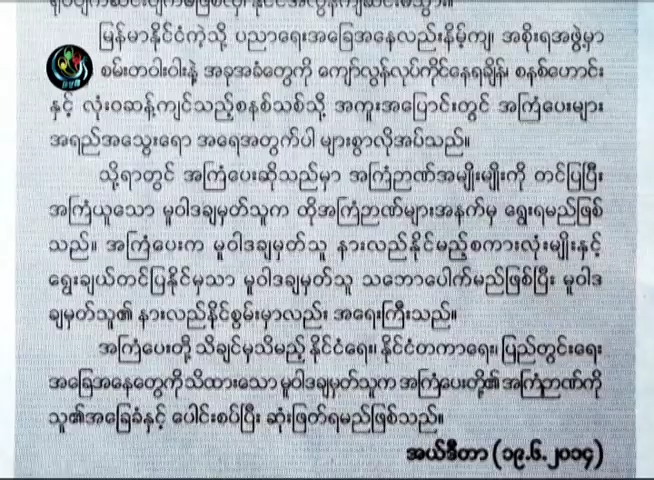 မြန်မာနိုင်ငံကဲ့သို့ ပညာရေးအခြေအနေလည်းနိမ့်ကျ၊ အစိုးရအဖွဲ့မှာ
စမ်းတဝါးဝါးနဲ့ အခုအခံတွေကို ကျော်လွန်လုပ်ကိုင်နေရချိန်၊ စနစ်ဟောင်း
နှင့် လုံးဝဆန့်ကျင်သည့်စနစ်သစ်သို့ အကူးအပြောင်းတွင် အကြံပေးများ
အရည်အသွေးရော အရေအတွက်ပါ များစွာလိုအပ်သည်။
သို့ရာတွင် အကြံပေးဆိုသည်မှာ အကြံဉာဏ်အမျိုးမျိုးကို တင်ပြပြီး
အကြံယူသော မူဝါဒချမှတ်သူက ထိုအကြံဉာဏ်များအနက်မှ ရွေးရမည်ဖြစ်
သည်။ အကြံပေးက မူဝါဒချမှတ်သူ နားလည်နိုင်မည့်စကားလုံးမျိုးနှင့်
ရွေးချယ်တင်ပြနိုင်မှသာ မူဝါဒချမှတ်သူ သဘောပေါက်မည်ဖြစ်ပြီး မူဝါဒ
ချမှတ်သူ၏ နားလည်နိုင်စွမ်းမှာလည်း အရေးကြီးသည်။
အကြံပေးတို့ သိချင်မှသိမည့် နိုင်ငံရေး၊ နိုင်ငံတကာရေး၊ ပြည်တွင်းရေး
အခြေအနေတွေကိုသိထားသော မူဝါဒချမှတ်သူက အကြံပေးတို့၏ အကြံဉာဏ်ကို
သူ၏အခြေခံနှင့် ပေါင်းစပ်ပြီး ဆုံးဖြတ်ရမည်ဖြစ်သည်။
အယ်ဒီတာ (၁၉.၆.၂၀၁၄)